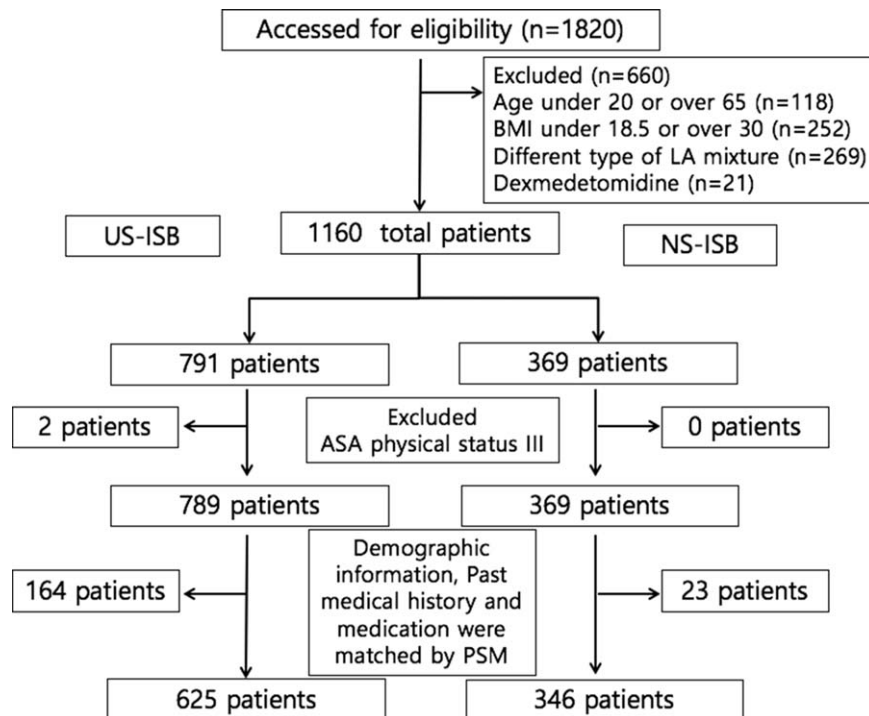 Accessed for eligibility (n=1820)
Excluded (n=660)
Age under 20 or over 65 (n=118)
BMI under 18.5 or over 30 (n=252)
Different type of LA mixture (n=269)
Dexmedetomidine (n=21)
US-ISB
1160 total patients
NS-ISB
791 patients
369 patients
2 patients
Excluded
ASA physical status III
0 patients
789 patients
369 patients
164 patients
Demographic
information, Past
medical history and
medication were
matched by PSM
23 patients
625 patients
346 patients